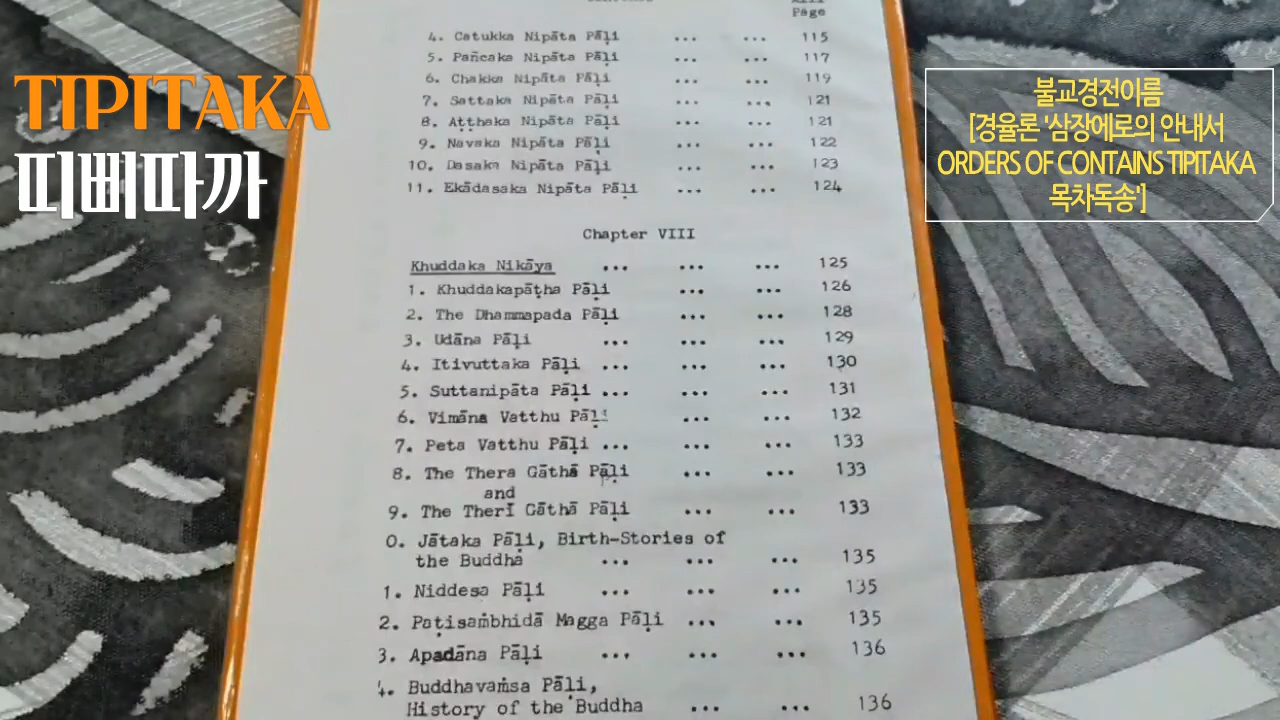 TIPITAKA
띠삐따까
불교경전이름
[경율론 '삼장에로의 안내서
ORDERS OF CONTAINS TIPITAKA
목차독송']
Page
4. Catukka Nipāta Pāḷi ... ... 115
5. Pañcaka Nipāta Pāḷi ... ... 117
6. Chakka Nipāta Pāḷi ... ... 119
7. Sattaka Nipāta Pāḷi ... ... 121
8. Aṭṭhaka Nipāta Pāḷi ... ... 121
9. Navaka Nipāta Pāḷi ... ... 122
10. Dasaka Nipāta Pāḷi ... ... 123
11. Ekādasaka Nipāta Pāḷi ... ... 124
Chapter VIII
Khuddaka Nikāya ... ... ... 125
1. Khuddakapāṭha Pāḷi ... ... 126
2. The Dhammapada Pāḷi ... ... 128
3. Udāna Pāḷi ... ... ... 129
4. Itivuttaka Pāḷi ... ... ... 130
5. Suttanipāta Pāḷi ... ... ... 131
6. Vimāna Vatthu Pāḷi ... ... 132
7. Peta Vatthu Pāḷi ... ... ... 133
8. The Thera Gāthā Pāḷi ... ... 133
and
9. The Therī Gāthā Pāḷi ... ... 133
0. Jātaka Pāḷi, Birth-Stories of
the Buddha ... ... ... 135
1. Niddesa Pāḷi ... ... ... 135
2. Paṭisaṁbhidā Magga Pāḷi ... ... 135
3. Apadāna Pāḷi ... ... ... 136
4. Buddhavaṁsa Pāḷi,
History of the Buddha ... ... 136